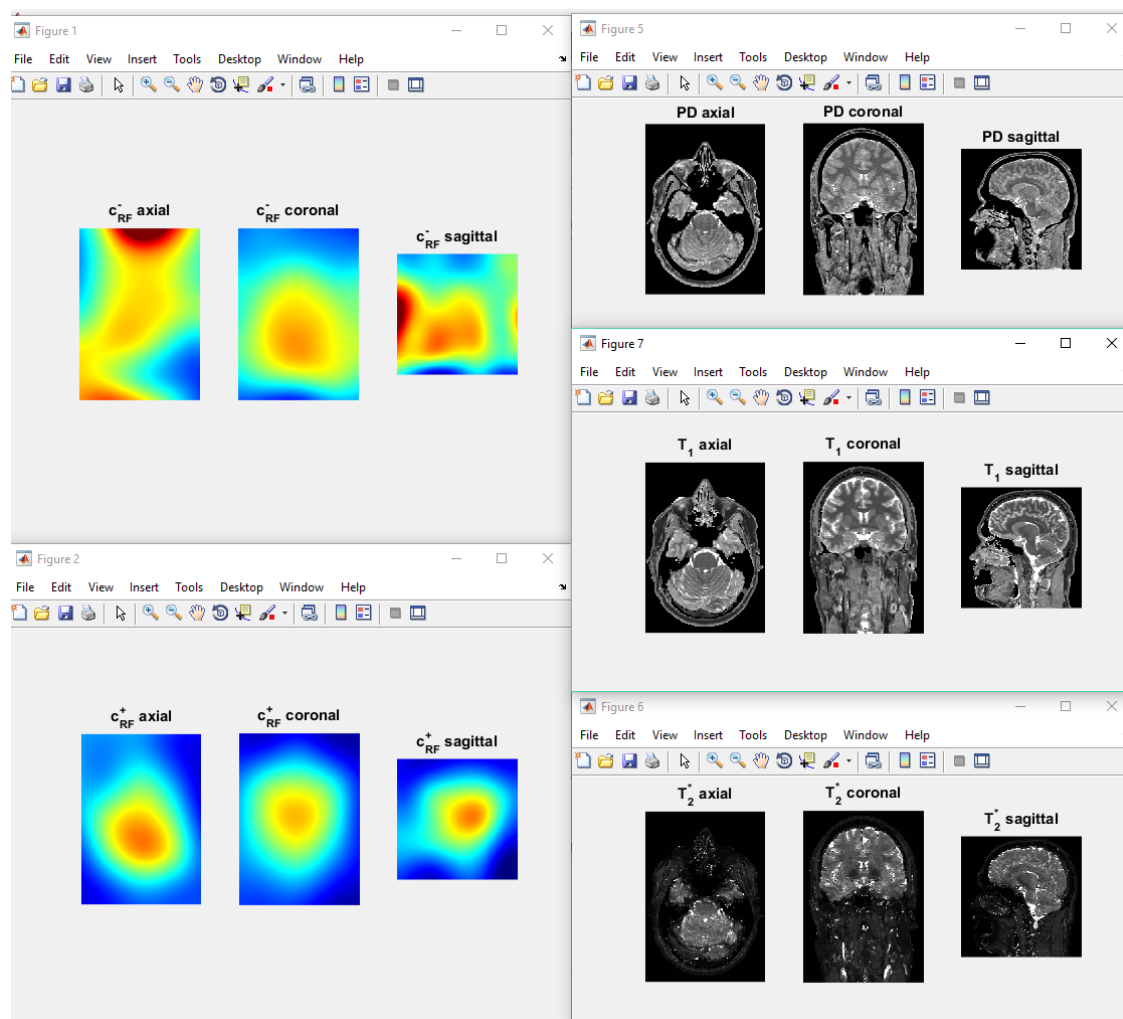 Figure 1
File Edit View Insert Tools Desktop Window Help
c⁻RF axial
c⁻RF coronal
c⁻RF sagittal
Figure 2
File Edit View Insert Tools Desktop Window Help
c⁺RF axial
c⁺RF coronal
c⁺RF sagittal
Figure 5
File Edit View Insert Tools Desktop Window Help
PD axial
PD coronal
PD sagittal
Figure 7
File Edit View Insert Tools Desktop Window Help
T₁ axial
T₁ coronal
T₁ sagittal
Figure 6
File Edit View Insert Tools Desktop Window Help
T₂* axial
T₂* coronal
T₂* sagittal